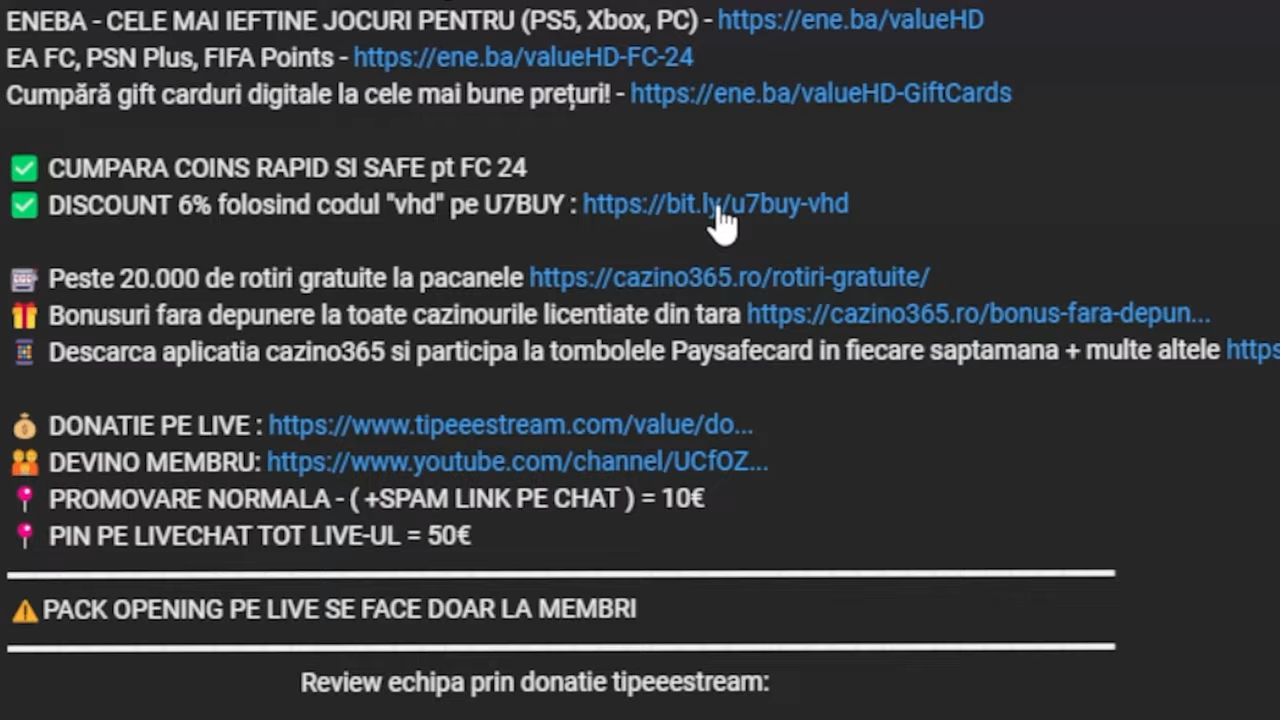 ENEBA - CELE MAI IEFTINE JOCURI PENTRU (PS5, Xbox, PC) - https://ene.ba/valueHD
EA FC, PSN Plus, FIFA Points - https://ene.ba/valueHD-FC-24
Cumpără gift carduri digitale la cele mai bune prețuri! - https://ene.ba/valueHD-GiftCards
CUMPARA COINS RAPID SI SAFE pt FC 24
DISCOUNT 6% folosind codul "vhd" pe U7BUY : https://bit.ly/u7buy-vhd
Peste 20.000 de rotiri gratuite la pacanele https://cazino365.ro/rotiri-gratuite/
Bonusuri fara depunere la toate cazinourile licentiate din tara https://cazino365.ro/bonus-fara-depun...
Descarca aplicatia cazino365 si participa la tombolele Paysafecard in fiecare saptamana + multe altele https
DONATIE PE LIVE : https://www.tipeeestream.com/value/do...
DEVINO MEMBRU: https://www.youtube.com/channel/UCfOZ...
PROMOVARE NORMALA - ( +SPAM LINK PE CHAT ) = 10€
PIN PE LIVECHAT TOT LIVE-UL = 50€
PACK OPENING PE LIVE SE FACE DOAR LA MEMBRI
Review echipa prin donatie tipeeestream: